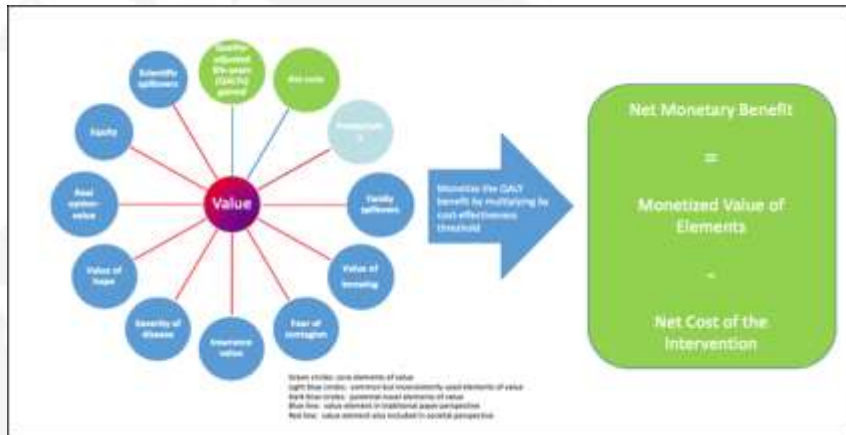 Quality-
adjusted
life-years
(QALYs)
gained
Net costs
Productivity
Family
spillovers
Value of
knowing
Fear of
contagion
Insurance
value
Severity of
disease
Value of
hope
Real
option-
value
Equity
Scientific
spillovers
Value
Monetize the QALY
benefit by multiplying by
cost-effectiveness
threshold
Net Monetary Benefit
=
Monetized Value of
Elements
-
Net Cost of the
Intervention
Green circles: core elements of value
Light blue circles: common but inconsistently used elements of value
Dark blue circles: potential novel elements of value
Blue line: value element in traditional payer perspective
Red line: value element also included in societal perspective